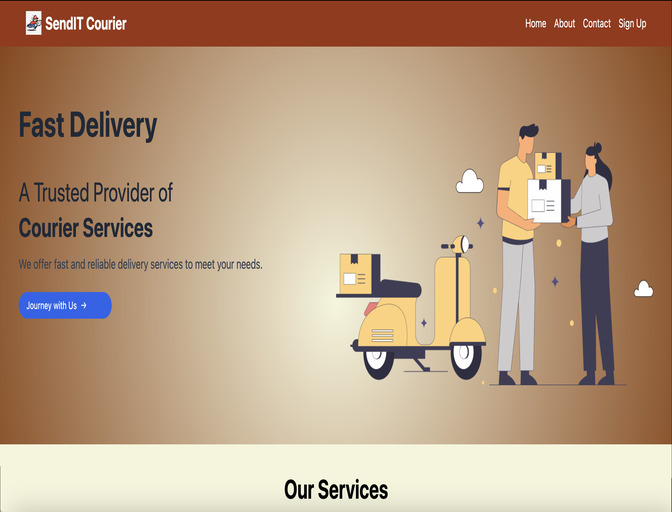 SendIT Courier
Home About Contact Sign Up
Fast Delivery
A Trusted Provider of
Courier Services
We offer fast and reliable delivery services to meet your needs.
Journey with Us →
Our Services